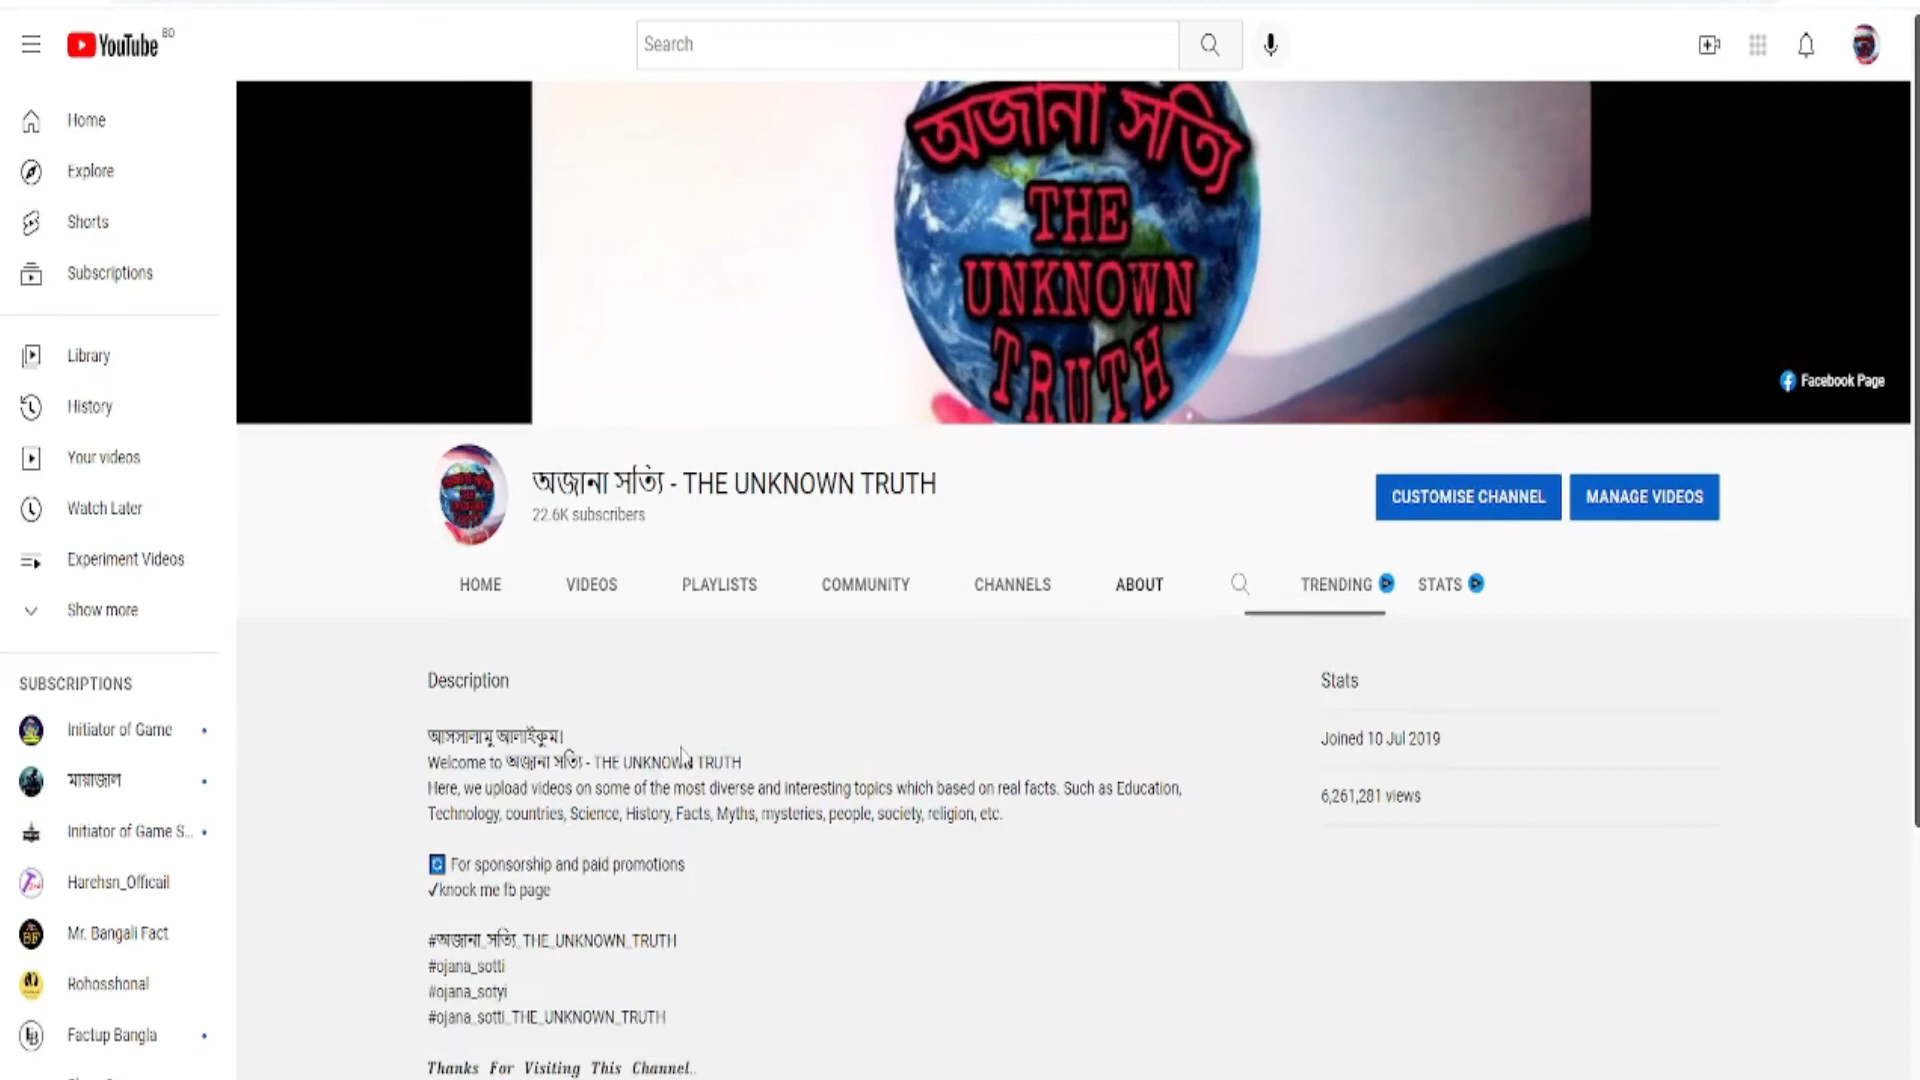 YouTube BD
Search
Home
Explore
Shorts
Subscriptions
Library
History
Your videos
Watch Later
Experiment Videos
Show more
SUBSCRIPTIONS
Initiator of Game
মায়াজাল
Initiator of Game S...
Harehsn_Officail
Mr. Bangali Fact
Rohosshonal
Factup Bangla
অজানা সত্যি
THE
UNKNOWN
TRUTH
Facebook Page
অজানা সত্যি - THE UNKNOWN TRUTH
22.6K subscribers
CUSTOMISE CHANNEL
MANAGE VIDEOS
HOME VIDEOS PLAYLISTS COMMUNITY CHANNELS ABOUT TRENDING STATS
Description
আসসালামু আলাইকুম।
Welcome to অজানা সত্যি - THE UNKNOWN TRUTH
Here, we upload videos on some of the most diverse and interesting topics which based on real facts. Such as Education,
Technology, countries, Science, History, Facts, Myths, mysteries, people, society, religion, etc.
For sponsorship and paid promotions
✓knock me fb page
#অজানা_সত্যি_THE_UNKNOWN_TRUTH
#ojana_sotti
#ojana_sotyi
#ojana_sotti_THE_UNKNOWN_TRUTH
Thanks For Visiting This Channel..
Stats
Joined 10 Jul 2019
6,261,281 views